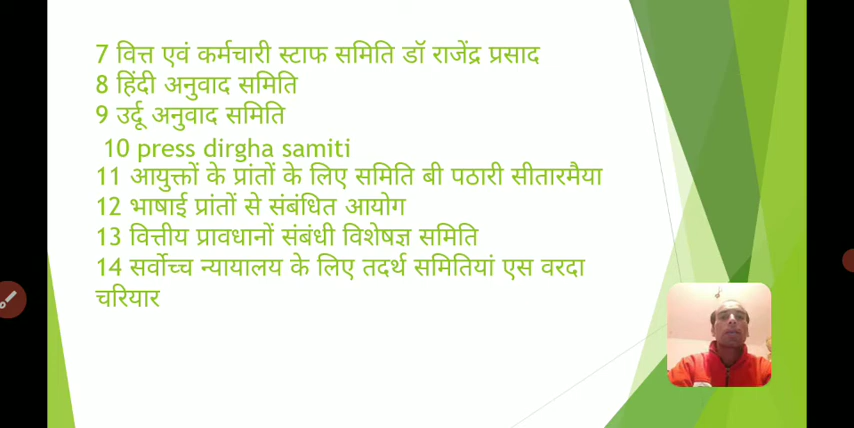 7 वित्त एवं कर्मचारी स्टाफ समिति डॉ राजेंद्र प्रसाद
8 हिंदी अनुवाद समिति
9 उर्दू अनुवाद समिति
10 press dirgha samiti
11 आयुक्तों के प्रांतों के लिए समिति बी पठारी सीतारमैया
12 भाषाई प्रांतों से संबंधित आयोग
13 वित्तीय प्रावधानों संबंधी विशेषज्ञ समिति
14 सर्वोच्च न्यायालय के लिए तदर्थ समितियां एस वरदा
चरियार